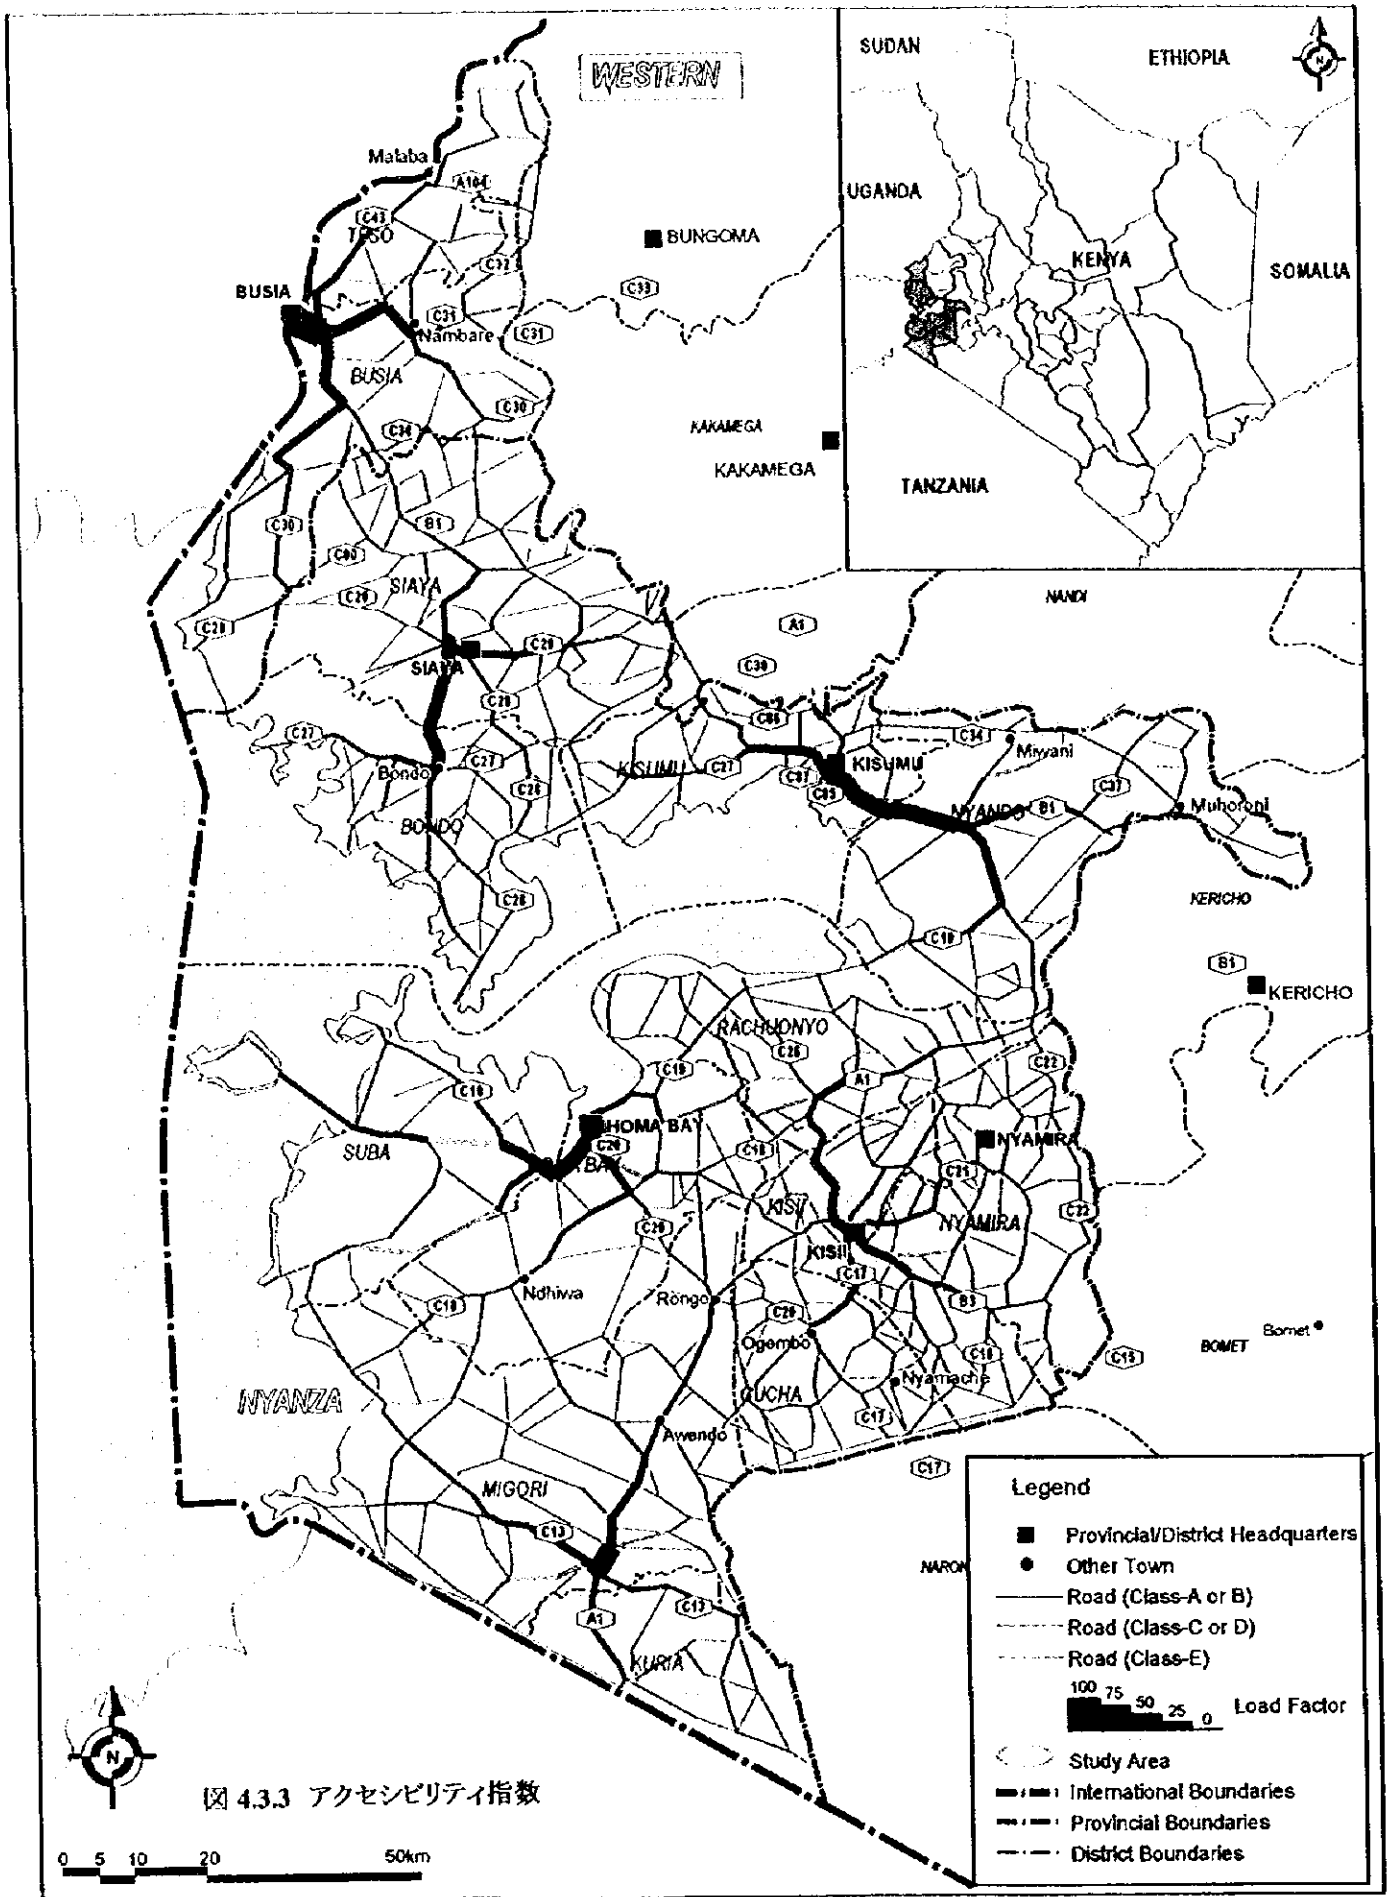 WESTERN
SUDAN
ETHIOPIA
N
UGANDA
KENYA
SOMALIA
TANZANIA
Malaba
A104
C43
TESO
BUNGOMA
C32
C33
BUSIA
C31
Nambare
C31
BUSIA
C30
C34
KAKAMEGA
KAKAMEGA
C30
B1
SIAYA
C29
C28
NANDI
A1
C29
SIAYA
C39
C28
C27
C34
Miwani
C27
KISUMU
C27
KISUMU
C37
Bondo
C26
C85
NYANDO
B1
Muhoroni
BONDO
C28
KERICHO
C19
B1
KERICHO
RACHUONYO
C26
C22
C19
C19
A1
HOMA BAY
C20
NYAMIRA
SUBA
C18
C21
KISII
C20
NYAMIRA
C22
KISII
C17
Ndhiwa
Rongo
B3
C18
C20
Ogembo
Bomet
C16
BOMET
C15
NYANZA
GUCHA
Nyamache
C17
Awendo
C17
MIGORI
C13
C13
A1
KURIA
Legend
Provincial/District Headquarters
Other Town
Road (Class-A or B)
Road (Class-C or D)
Road (Class-E)
100 75 50 25 0 Load Factor
Study Area
International Boundaries
Provincial Boundaries
District Boundaries
N
図 4.3.3 アクセシビリティ指数
0 5 10 20 50km